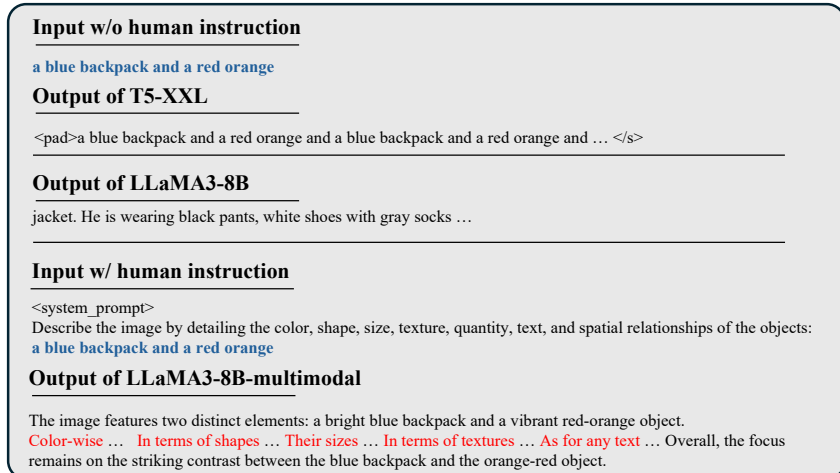 Input w/o human instruction
a blue backpack and a red orange
Output of T5-XXL
<pad>a blue backpack and a red orange and a blue backpack and a red orange and … </s>
Output of LLaMA3-8B
jacket. He is wearing black pants, white shoes with gray socks …
Input w/ human instruction
<system_prompt>
Describe the image by detailing the color, shape, size, texture, quantity, text, and spatial relationships of the objects:
a blue backpack and a red orange
Output of LLaMA3-8B-multimodal
The image features two distinct elements: a bright blue backpack and a vibrant red-orange object.
Color-wise … In terms of shapes … Their sizes … In terms of textures … As for any text … Overall, the focus
remains on the striking contrast between the blue backpack and the orange-red object.